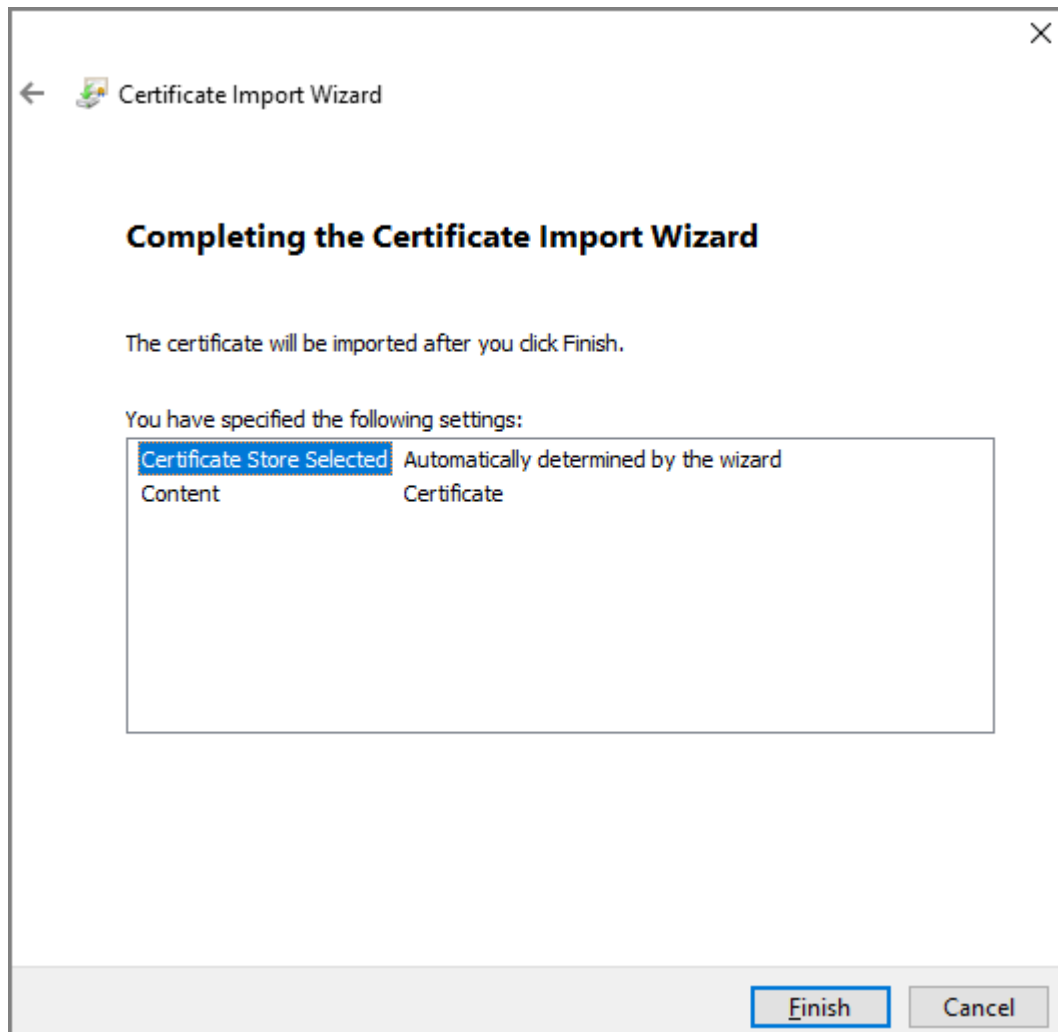 Certificate Import Wizard
Completing the Certificate Import Wizard
The certificate will be imported after you click Finish.
You have specified the following settings:
Certificate Store Selected Automatically determined by the wizard
Content Certificate
Finish Cancel